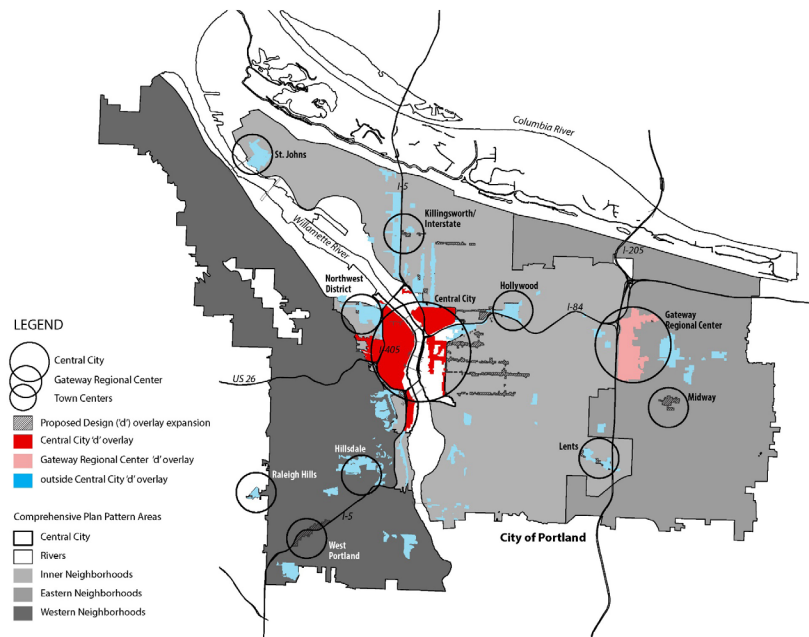 Columbia River
St. Johns
I-5
Killingsworth/
Interstate
Willamette River
I-205
Northwest
District
Central City
Hollywood
I-84
Gateway
Regional Center
I-405
US 26
Midway
Hillsdale
Lents
Raleigh Hills
I-5
West
Portland
City of Portland
LEGEND
Central City
Gateway Regional Center
Town Centers
Proposed Design ('d') overlay expansion
Central City 'd' overlay
Gateway Regional Center 'd' overlay
outside Central City 'd' overlay
Comprehensive Plan Pattern Areas
Central City
Rivers
Inner Neighborhoods
Eastern Neighborhoods
Western Neighborhoods